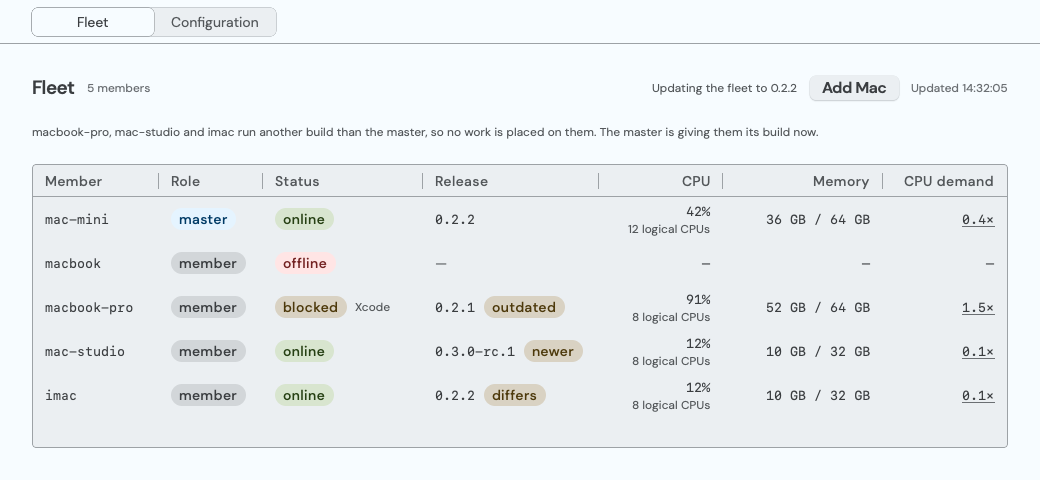 Fleet Configuration
Fleet 5 members Updating the fleet to 0.2.2 Add Mac Updated 14:32:05
macbook-pro, mac-studio and imac run another build than the master, so no work is placed on them. The master is giving them its build now.
Member Role Status Release CPU Memory CPU demand
mac-mini master online 0.2.2 42% 36 GB / 64 GB 0.4×
12 logical CPUs
macbook member offline — — — —
macbook-pro member blocked Xcode 0.2.1 outdated 91% 52 GB / 64 GB 1.5×
8 logical CPUs
mac-studio member online 0.3.0-rc.1 newer 12% 10 GB / 32 GB 0.1×
8 logical CPUs
imac member online 0.2.2 differs 12% 10 GB / 32 GB 0.1×
8 logical CPUs